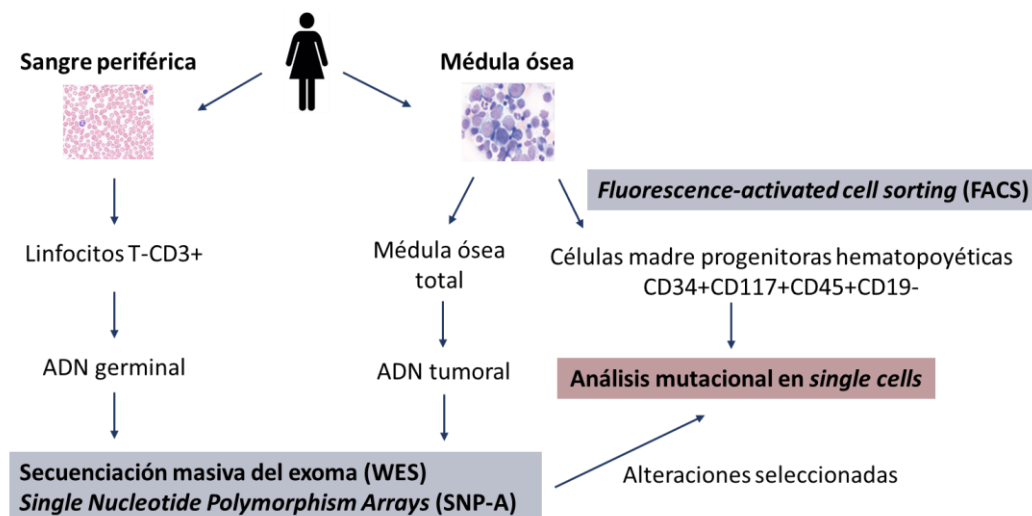 Sangre periférica
Médula ósea
Fluorescence-activated cell sorting (FACS)
Linfocitos T-CD3+
Médula ósea
total
Células madre progenitoras hematopoyéticas
CD34+CD117+CD45+CD19-
ADN germinal
ADN tumoral
Análisis mutacional en single cells
Secuenciación masiva del exoma (WES)
Single Nucleotide Polymorphism Arrays (SNP-A)
Alteraciones seleccionadas